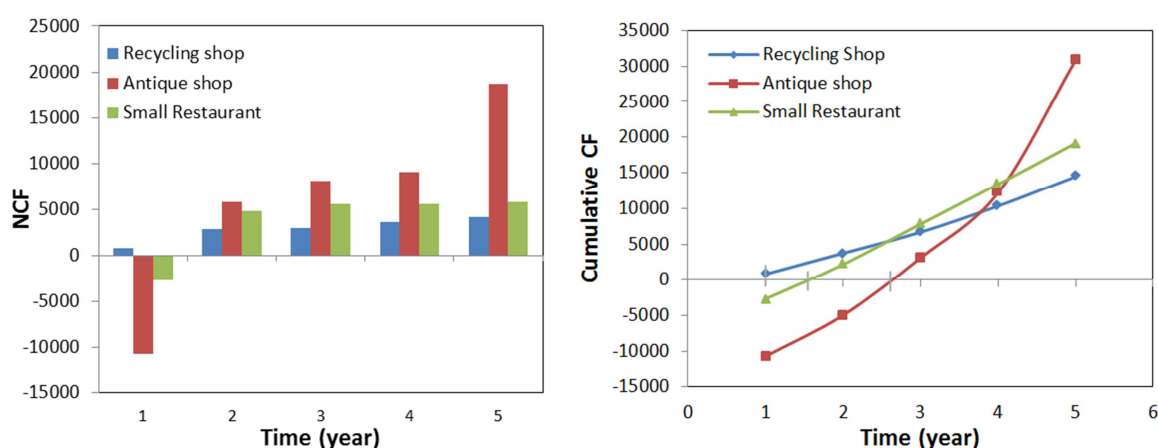 25000
20000
15000
10000
5000
0
-5000
-10000
-15000
NCF
Recycling shop
Antique shop
Small Restaurant
1 2 3 4 5
Time (year)
35000
30000
25000
20000
15000
10000
5000
0
-5000
-10000
-15000
Cumulative CF
Recycling Shop
Antique shop
Small Restaurant
0 1 2 3 4 5 6
Time (year)